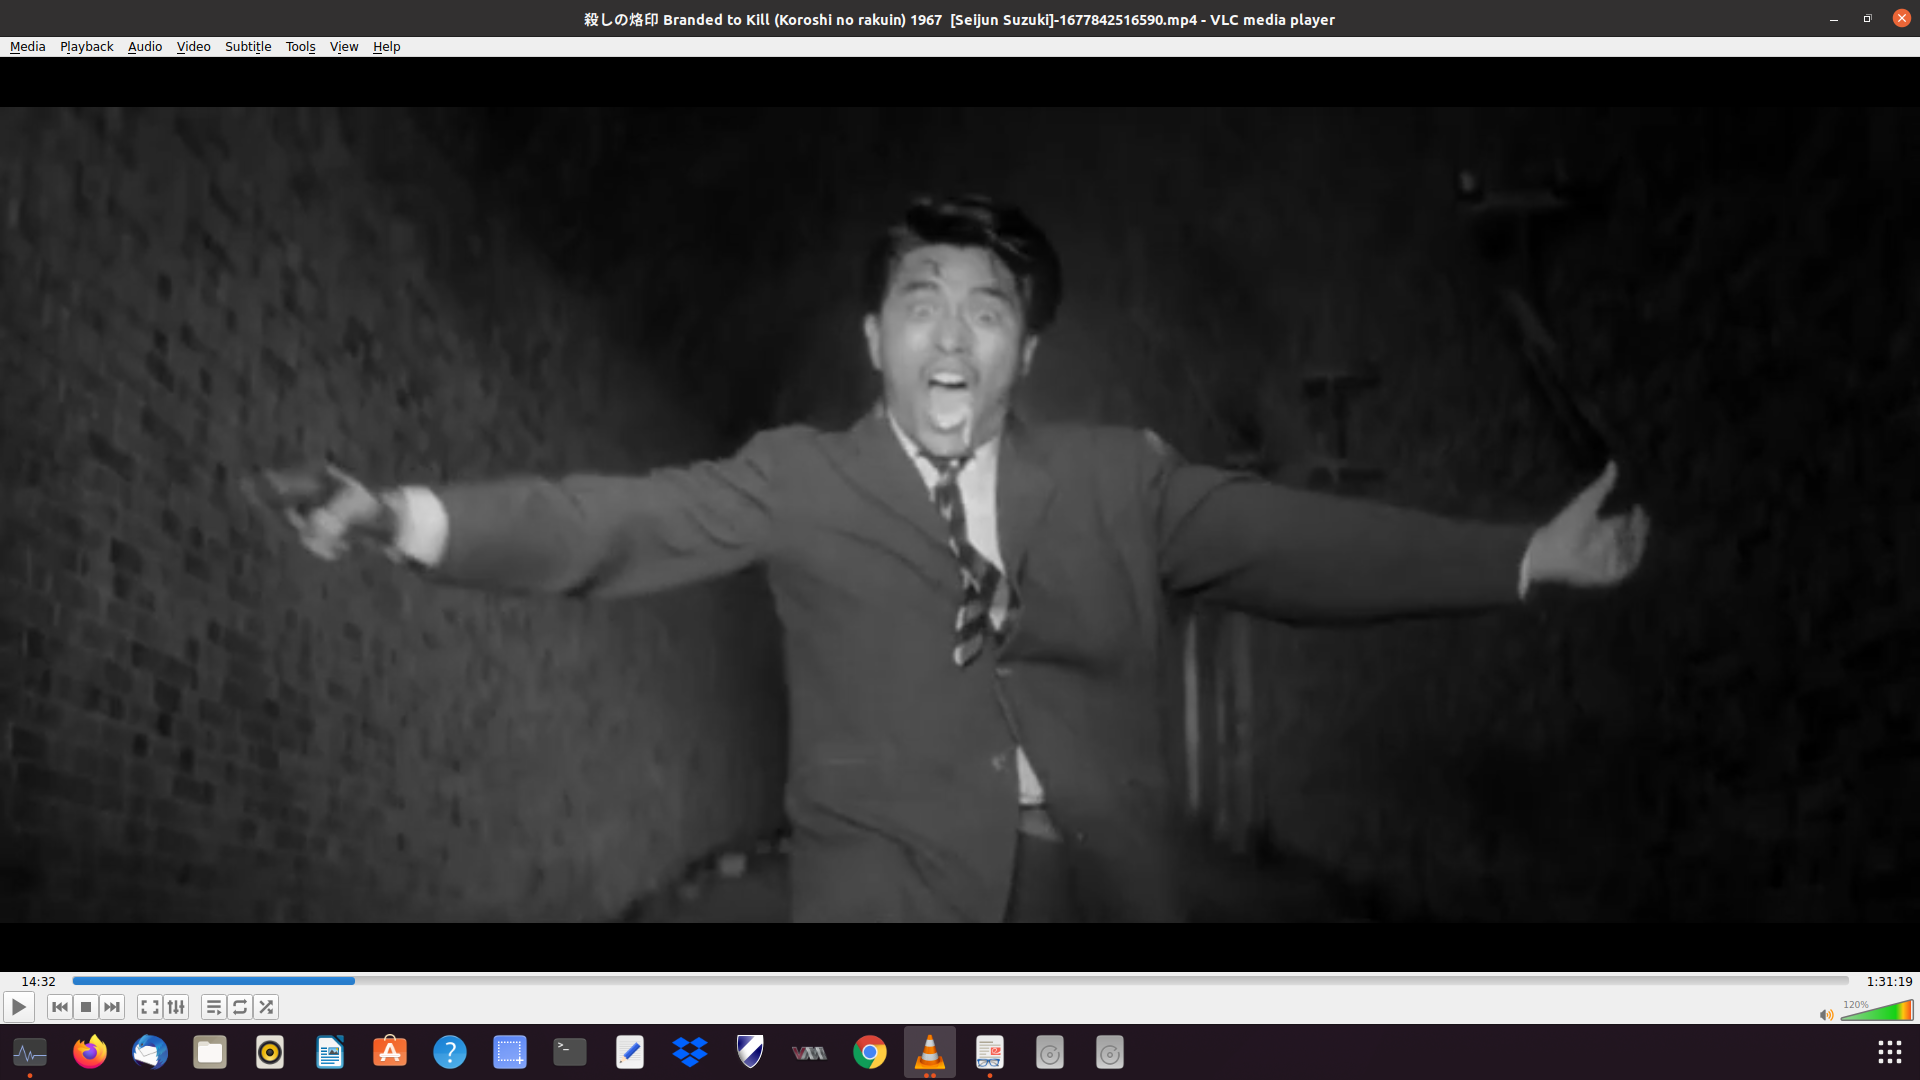 殺しの烙印 Branded to Kill (Koroshi no rakuin) 1967  [Seijun Suzuki]-1677842516590.mp4 - VLC media player
Media Playback Audio Video Subtitle Tools View Help
14:32 1:31:19
120%